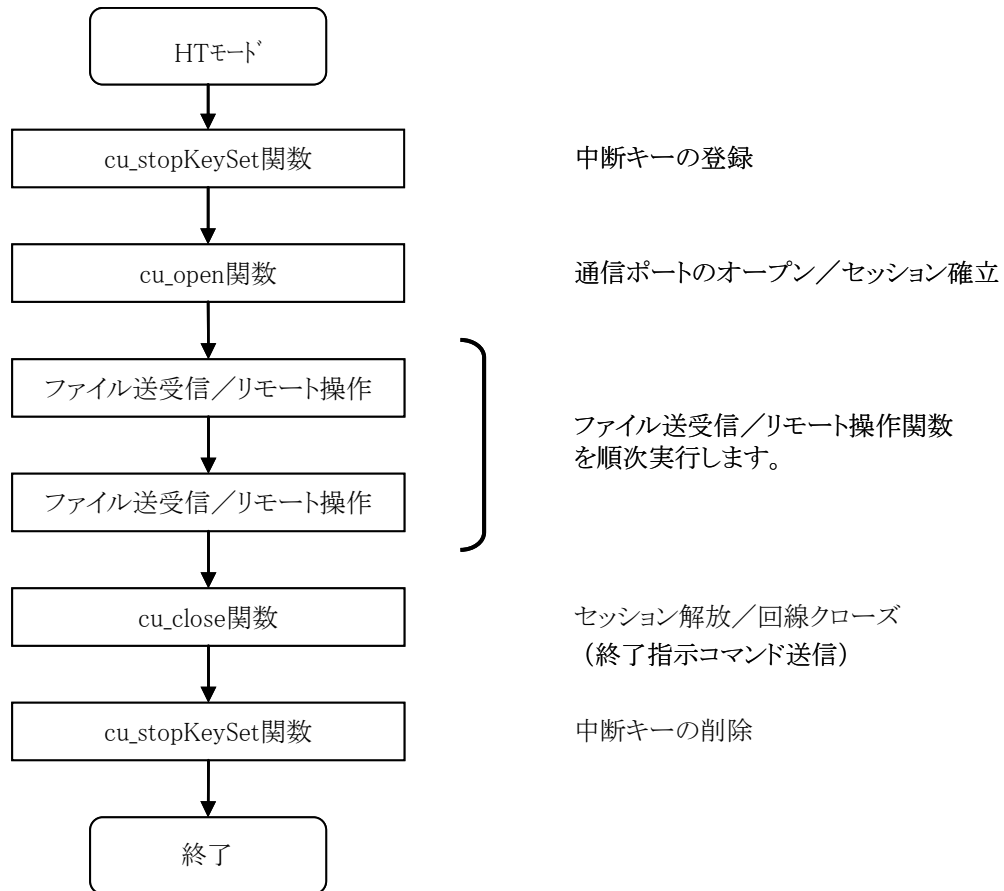 HTモード
cu_stopKeySet関数
中断キーの登録
cu_open関数
通信ポートのオープン／セッション確立
ファイル送受信／リモート操作
ファイル送受信／リモート操作関数
を順次実行します。
ファイル送受信／リモート操作
cu_close関数
セッション解放／回線クローズ
（終了指示コマンド送信）
cu_stopKeySet関数
中断キーの削除
終了